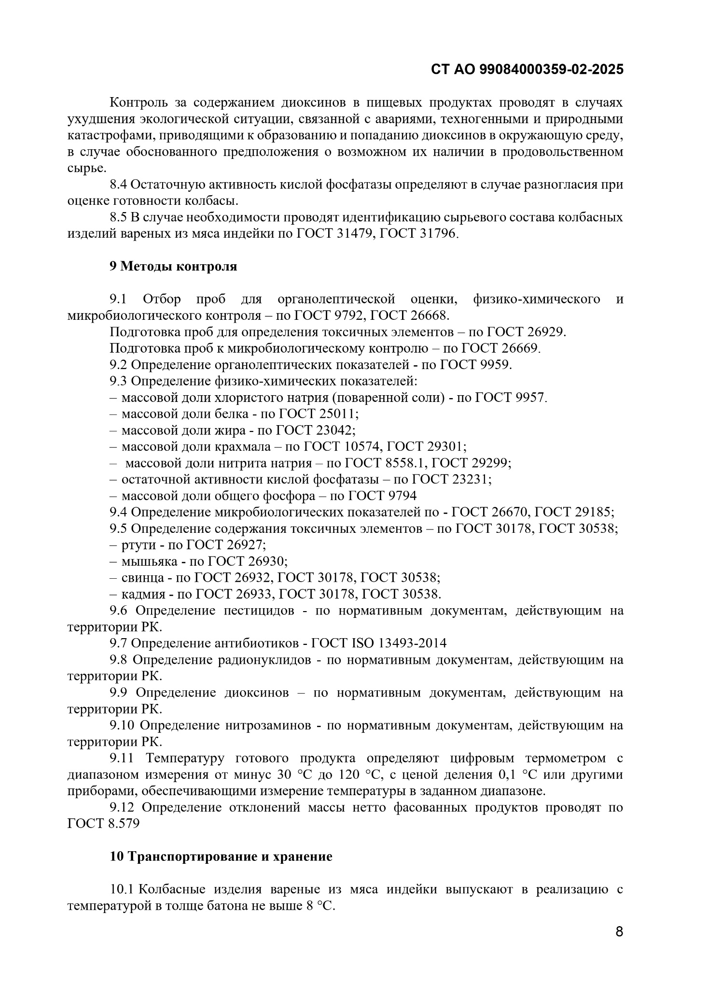 СТ АО 99084000359-02-2025
Контроль за содержанием диоксинов в пищевых продуктах проводят в случаях
ухудшения экологической ситуации, связанной с авариями, техногенными и природными
катастрофами, приводящими к образованию и попаданию диоксинов в окружающую среду,
в случае обоснованного предположения о возможном их наличии в продовольственном
сырье.
8.4 Остаточную активность кислой фосфатазы определяют в случае разногласия при
оценке готовности колбасы.
8.5 В случае необходимости проводят идентификацию сырьевого состава колбасных
изделий вареных из мяса индейки по ГОСТ 31479, ГОСТ 31796.
9 Методы контроля
9.1 Отбор проб для органолептической оценки, физико-химического и
микробиологического контроля – по ГОСТ 9792, ГОСТ 26668.
Подготовка проб для определения токсичных элементов – по ГОСТ 26929.
Подготовка проб к микробиологическому контролю – по ГОСТ 26669.
9.2 Определение органолептических показателей - по ГОСТ 9959.
9.3 Определение физико-химических показателей:
– массовой доли хлористого натрия (поваренной соли) - по ГОСТ 9957.
– массовой доли белка - по ГОСТ 25011;
– массовой доли жира - по ГОСТ 23042;
– массовой доли крахмала – по ГОСТ 10574, ГОСТ 29301;
– массовой доли нитрита натрия – по ГОСТ 8558.1, ГОСТ 29299;
– остаточной активности кислой фосфатазы – по ГОСТ 23231;
– массовой доли общего фосфора – по ГОСТ 9794
9.4 Определение микробиологических показателей по - ГОСТ 26670, ГОСТ 29185;
9.5 Определение содержания токсичных элементов – по ГОСТ 30178, ГОСТ 30538;
– ртути - по ГОСТ 26927;
– мышьяка - по ГОСТ 26930;
– свинца - по ГОСТ 26932, ГОСТ 30178, ГОСТ 30538;
– кадмия - по ГОСТ 26933, ГОСТ 30178, ГОСТ 30538.
9.6 Определение пестицидов - по нормативным документам, действующим на
территории РК.
9.7 Определение антибиотиков - ГОСТ ISO 13493-2014
9.8 Определение радионуклидов - по нормативным документам, действующим на
территории РК.
9.9 Определение диоксинов – по нормативным документам, действующим на
территории РК.
9.10 Определение нитрозаминов - по нормативным документам, действующим на
территории РК.
9.11 Температуру готового продукта определяют цифровым термометром с
диапазоном измерения от минус 30 °С до 120 °С, с ценой деления 0,1 °С или другими
приборами, обеспечивающими измерение температуры в заданном диапазоне.
9.12 Определение отклонений массы нетто фасованных продуктов проводят по
ГОСТ 8.579
10 Транспортирование и хранение
10.1 Колбасные изделия вареные из мяса индейки выпускают в реализацию с
температурой в толще батона не выше 8 °С.
8